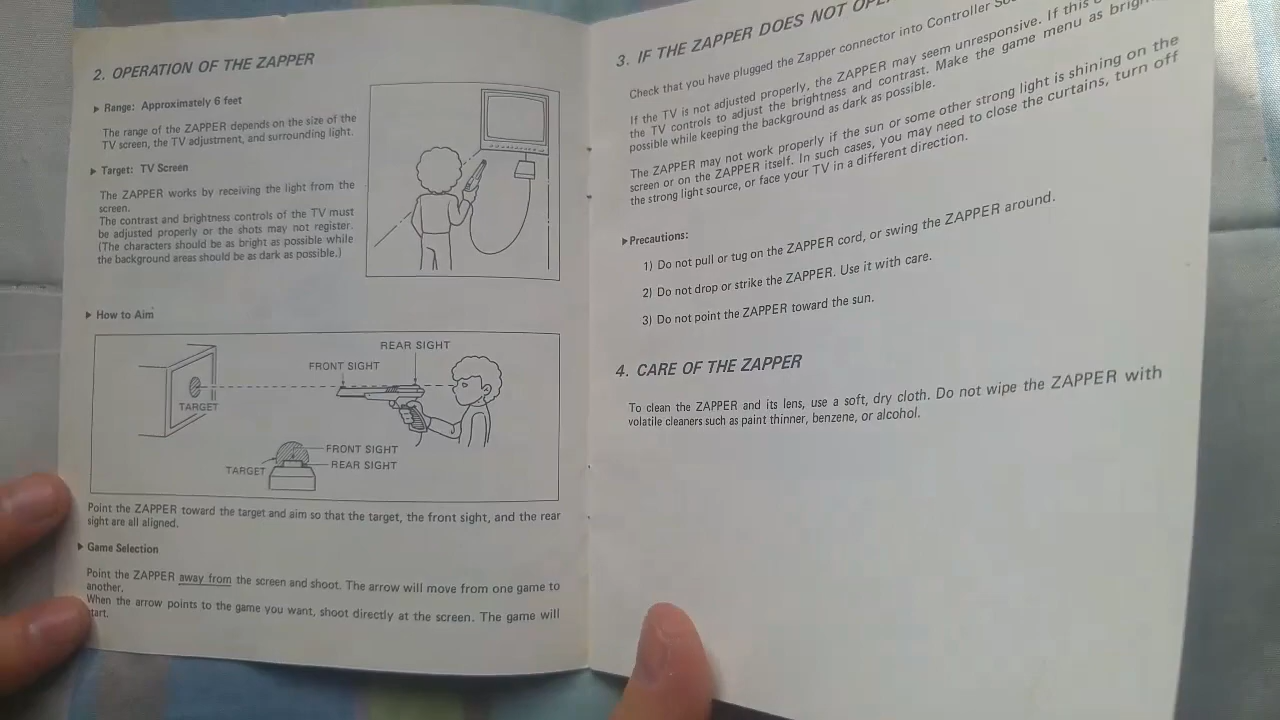 2. OPERATION OF THE ZAPPER
▶ Range: Approximately 6 feet
The range of the ZAPPER depends on the size of the
TV screen, the TV adjustment, and surrounding light.
▶ Target: TV Screen
The ZAPPER works by receiving the light from the
screen.
The contrast and brightness controls of the TV must
be adjusted properly or the shots may not register.
(The characters should be as bright as possible while
the background areas should be as dark as possible.)
▶ How to Aim
REAR SIGHT
FRONT SIGHT
TARGET
FRONT SIGHT
REAR SIGHT
TARGET
Point the ZAPPER toward the target and aim so that the target, the front sight, and the rear
sight are all aligned.
▶ Game Selection
Point the ZAPPER away from the screen and shoot. The arrow will move from one game to
another.
When the arrow points to the game you want, shoot directly at the screen. The game will
start.
3. IF THE ZAPPER DOES NOT
Check that you have plugged the Zapper connector into Controller
If the TV is not adjusted properly, the ZAPPER may seem unresponsive. If this
the TV controls to adjust the brightness and contrast. Make the game menu as
possible while keeping the background as dark as possible.
The ZAPPER may not work properly if the sun or some other strong light is shining on the
screen or on the ZAPPER itself. In such cases, you may need to close the curtains, turn off
the strong light source, or face your TV in a different direction.
▶ Precautions:
1) Do not pull or tug on the ZAPPER cord, or swing the ZAPPER around.
2) Do not drop or strike the ZAPPER. Use it with care.
3) Do not point the ZAPPER toward the sun.
4. CARE OF THE ZAPPER
To clean the ZAPPER and its lens, use a soft, dry cloth. Do not wipe the ZAPPER with
volatile cleaners such as paint thinner, benzene, or alcohol.